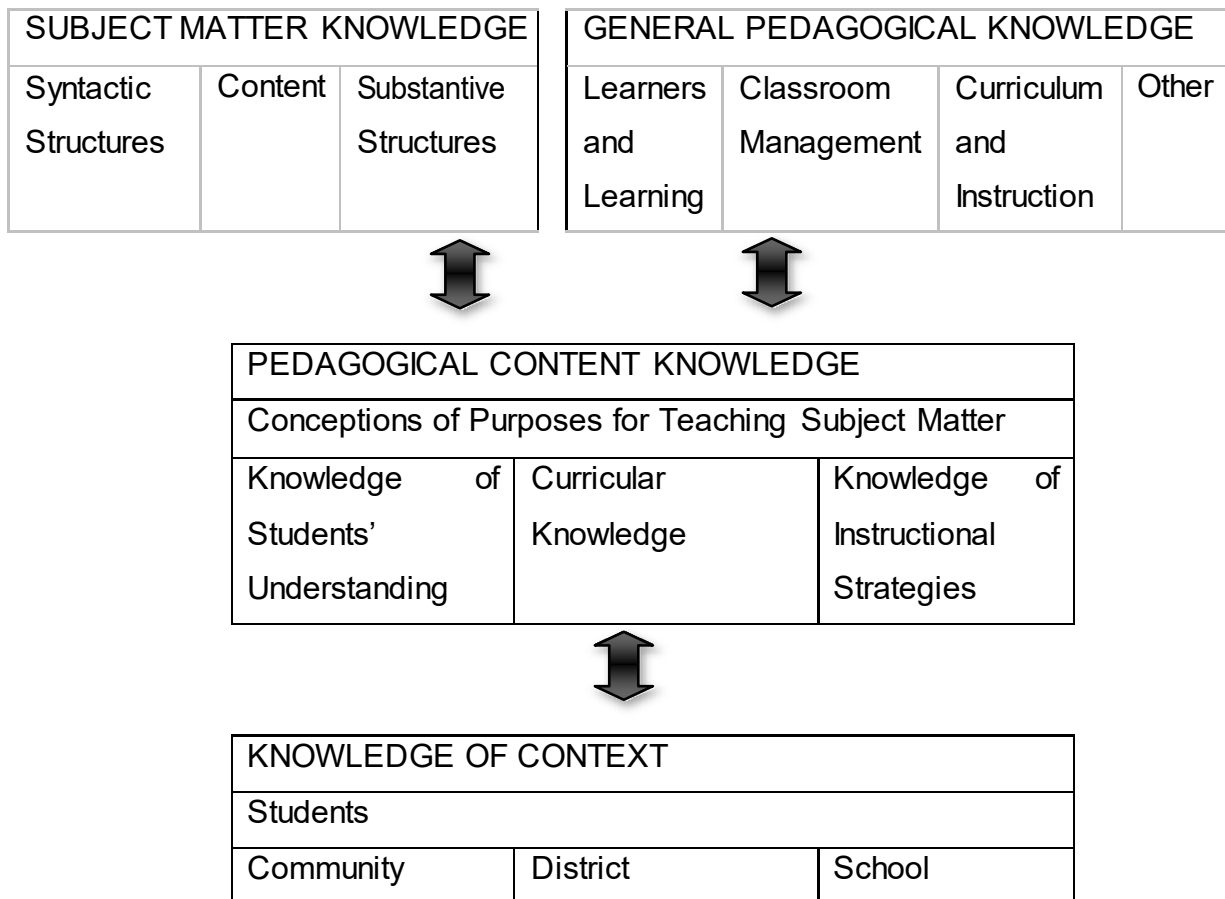 SUBJECT MATTER KNOWLEDGE
Syntactic
Structures
Content
Substantive
Structures
GENERAL PEDAGOGICAL KNOWLEDGE
Learners
and
Learning
Classroom
Management
Curriculum
and
Instruction
Other
PEDAGOGICAL CONTENT KNOWLEDGE
Conceptions of Purposes for Teaching Subject Matter
Knowledge of
Students’
Understanding
Curricular
Knowledge
Knowledge of
Instructional
Strategies
KNOWLEDGE OF CONTEXT
Students
Community
District
School